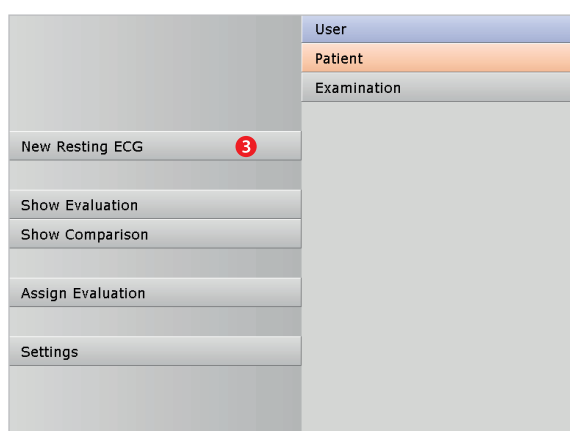 User
Patient
Examination
New Resting ECG 3
Show Evaluation
Show Comparison
Assign Evaluation
Settings